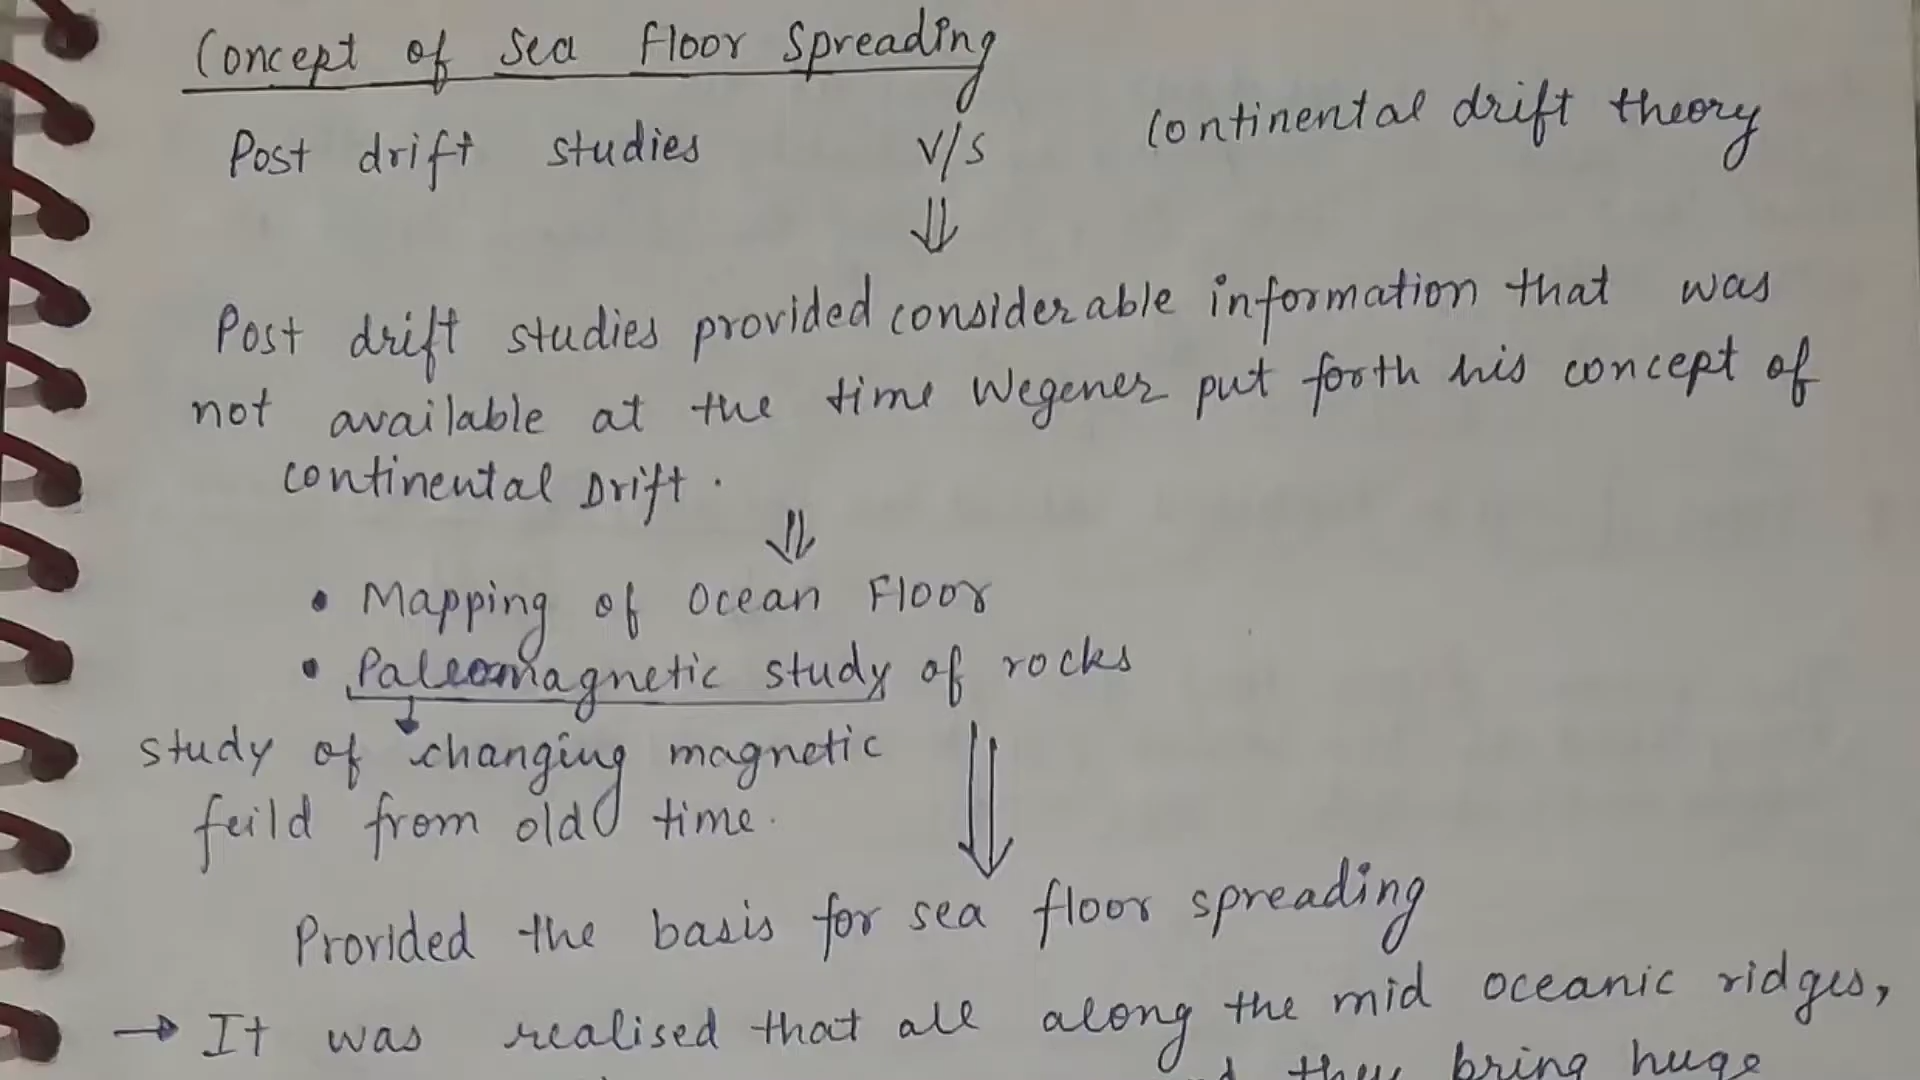 Concept of Sea Floor Spreading
Post drift studies v/s Continental drift theory
Post drift studies provided considerable information that was
not available at the time Wegener put forth his concept of
continental Drift.
• Mapping of Ocean Floor
• Paleomagnetic study of rocks
study of changing magnetic
feild from old time.
Provided the basis for sea floor spreading
→ It was realised that all along the mid oceanic ridges,
they bring huge